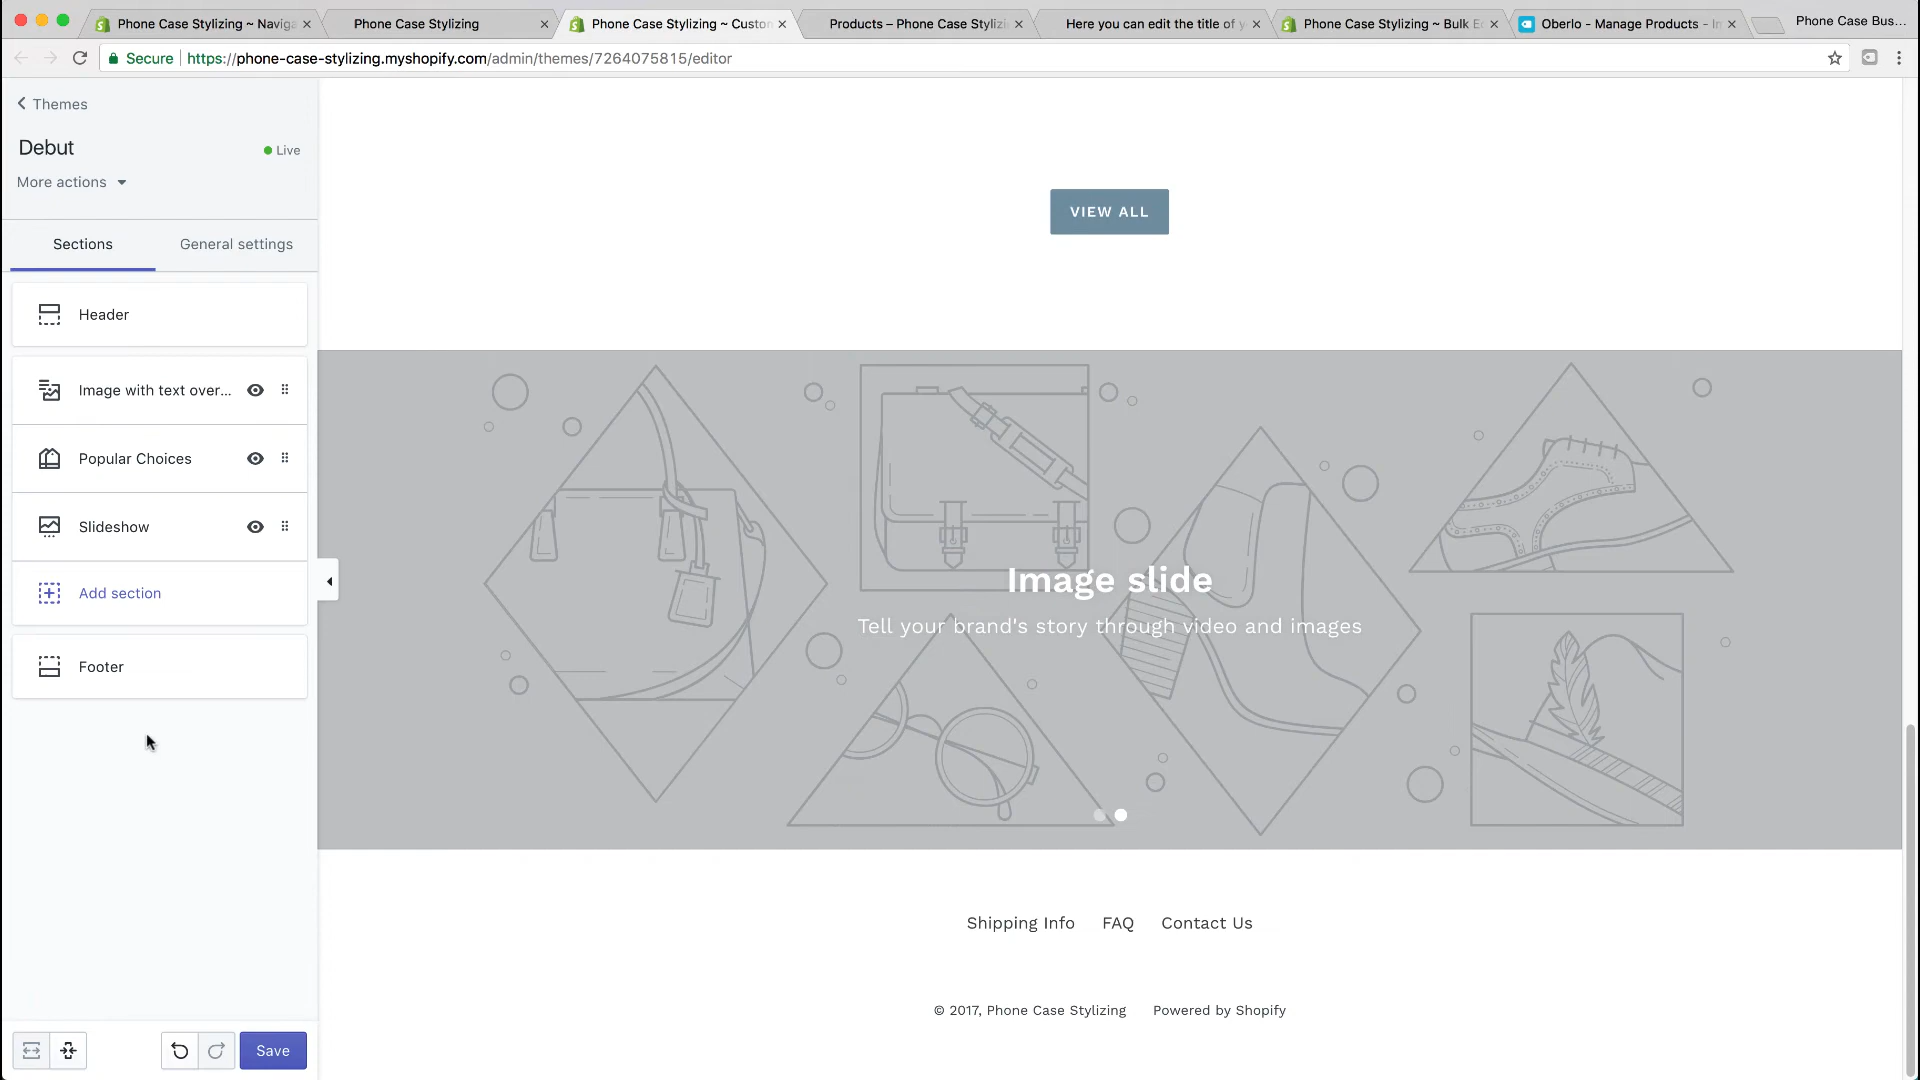 Phone Case Stylizing ~ Naviga
Phone Case Stylizing
Phone Case Stylizing ~ Custon
Products – Phone Case Stylizi
Here you can edit the title of y
Phone Case Stylizing ~ Bulk E
Oberlo - Manage Products - In
Phone Case Bus...
Secure
https://phone-case-stylizing.myshopify.com/admin/themes/7264075815/editor
Themes
Debut
Live
More actions
Sections
General settings
Header
Image with text over...
Popular Choices
Slideshow
Add section
Footer
Save
VIEW ALL
Image slide
Tell your brand's story through video and images
Shipping Info FAQ Contact Us
© 2017, Phone Case Stylizing Powered by Shopify